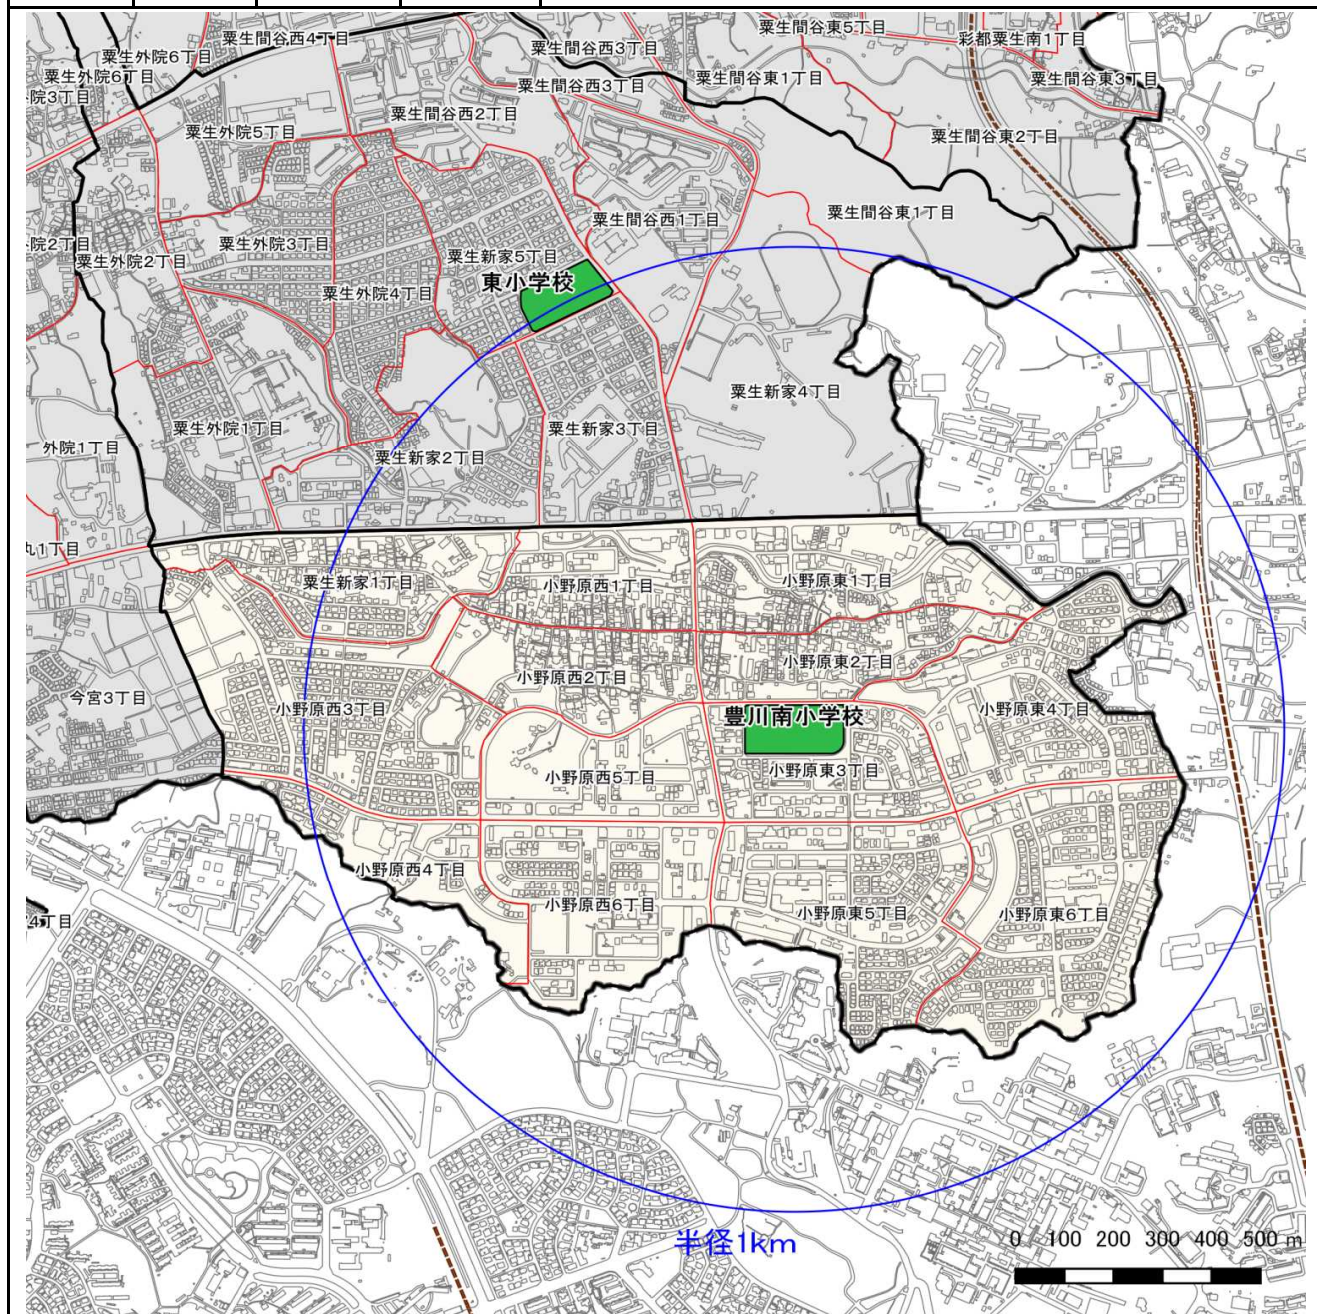 粟生間谷西4丁目
粟生間谷西3丁目
粟生間谷東5丁目
彩都粟生南1丁目
粟生外院6丁目
粟生外院6丁目
粟生間谷西3丁目
粟生間谷東1丁目
粟生間谷東3丁目
院3丁目
粟生間谷西2丁目
粟生外院5丁目
粟生間谷東2丁目
粟生間谷西1丁目
粟生間谷東1丁目
院2丁目
粟生外院3丁目
粟生外院2丁目
粟生新家5丁目
東小学校
粟生外院4丁目
粟生新家4丁目
粟生外院1丁目
粟生新家3丁目
外院1丁目
粟生新家2丁目
丸1丁目
粟生新家1丁目
小野原西1丁目
小野原東1丁目
小野原東2丁目
小野原西2丁目
今宮3丁目
小野原西3丁目
小野原東4丁目
豊川南小学校
小野原西5丁目
小野原東3丁目
小野原西4丁目
小野原西6丁目
小野原東5丁目
小野原東6丁目
4丁目
半径1km
0 100 200 300 400 500 m